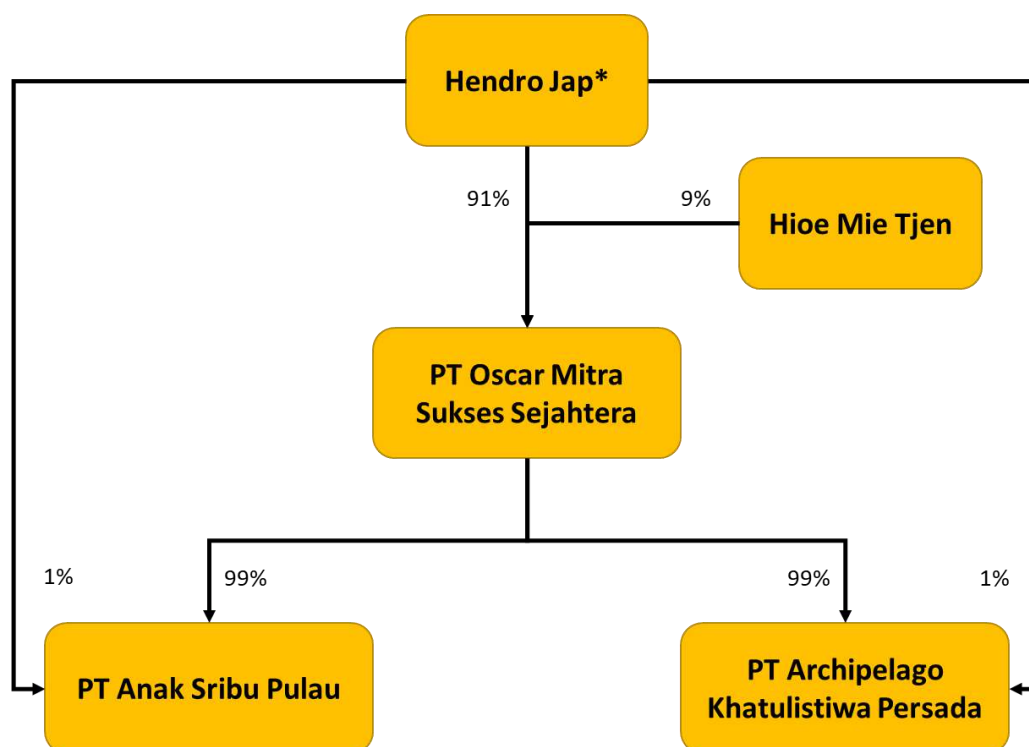 Hendro Jap*
91%
9%
Hioe Mie Tjen
PT Oscar Mitra
Sukses Sejahtera
1%
99%
99%
1%
PT Anak Sribu Pulau
PT Archipelago
Khatulistiwa Persada